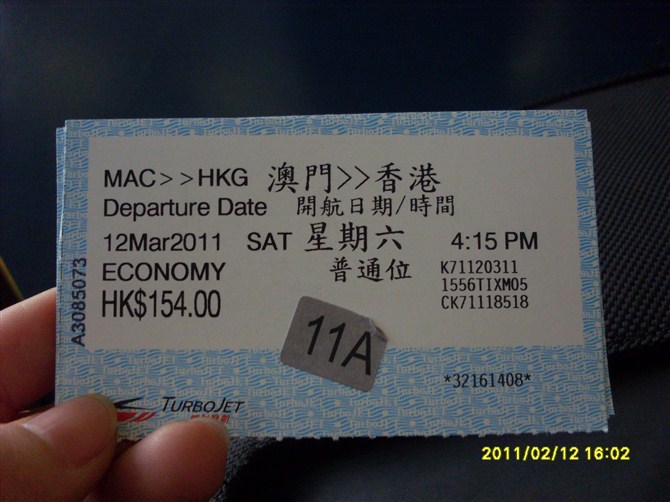 MAC>>HKG 澳門>>香港
Departure Date 開航日期/時間
12Mar2011 SAT 星期六 4:15 PM
ECONOMY 普通位 K71120311
1556TIXM05
HK$154.00 CK71118518
A3085073
11A
*32161408*
TURBOJET
2011/02/12 16:02